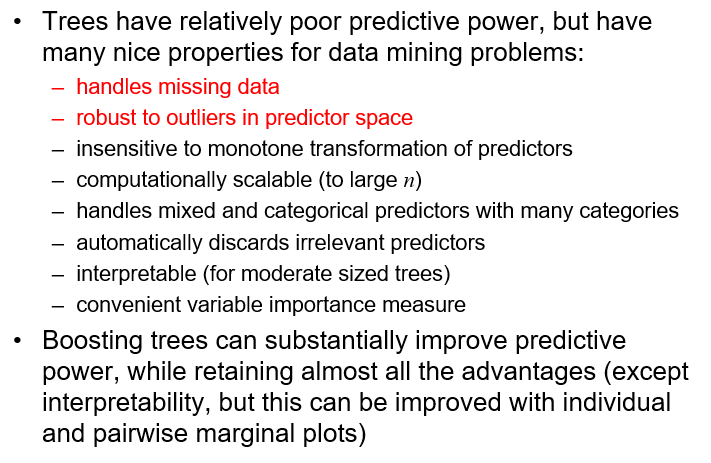 • Trees have relatively poor predictive power, but have
many nice properties for data mining problems:
– handles missing data
– robust to outliers in predictor space
– insensitive to monotone transformation of predictors
– computationally scalable (to large n)
– handles mixed and categorical predictors with many categories
– automatically discards irrelevant predictors
– interpretable (for moderate sized trees)
– convenient variable importance measure
• Boosting trees can substantially improve predictive
power, while retaining almost all the advantages (except
interpretability, but this can be improved with individual
and pairwise marginal plots)